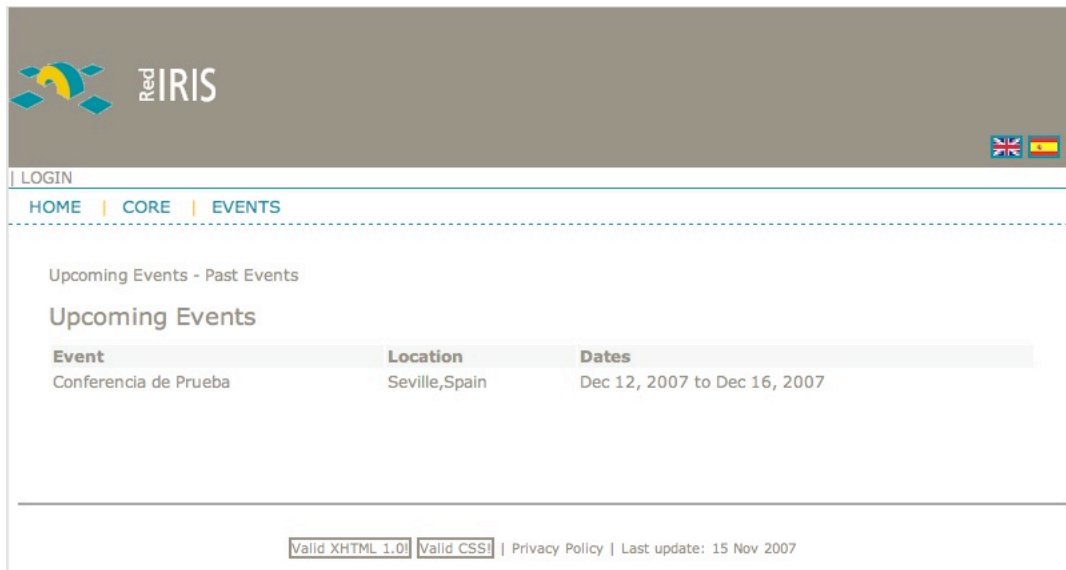 Red IRIS
| LOGIN
HOME | CORE | EVENTS
Upcoming Events - Past Events
Upcoming Events
Event Location Dates
Conferencia de Prueba Seville,Spain Dec 12, 2007 to Dec 16, 2007
Valid XHTML 1.0! Valid CSS! | Privacy Policy | Last update: 15 Nov 2007